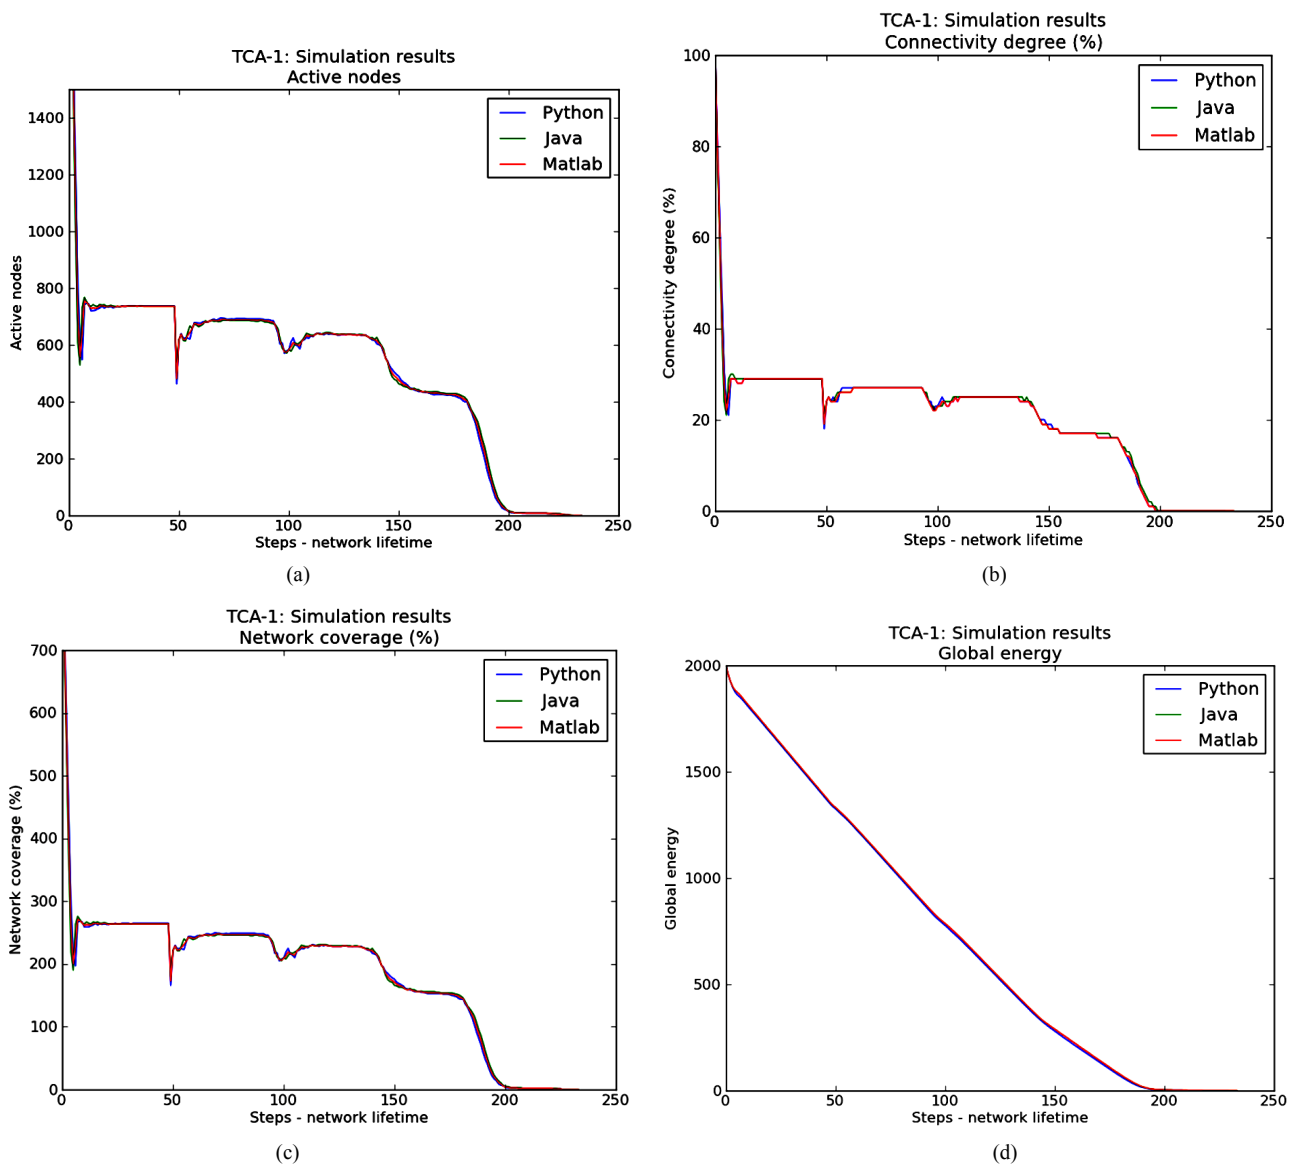 TCA-1: Simulation results
Active nodes
Python
Java
Matlab
1400
1200
1000
800
600
400
200
0
Active nodes
0 50 100 150 200 250
Steps - network lifetime
(a)
TCA-1: Simulation results
Connectivity degree (%)
Python
Java
Matlab
100
80
60
40
20
0
Connectivity degree (%)
0 50 100 150 200 250
Steps - network lifetime
(b)
TCA-1: Simulation results
Network coverage (%)
Python
Java
Matlab
700
600
500
400
300
200
100
0
Network coverage (%)
0 50 100 150 200 250
Steps - network lifetime
(c)
TCA-1: Simulation results
Global energy
Python
Java
Matlab
2000
1500
1000
500
0
Global energy
0 50 100 150 200 250
Steps - network lifetime
(d)